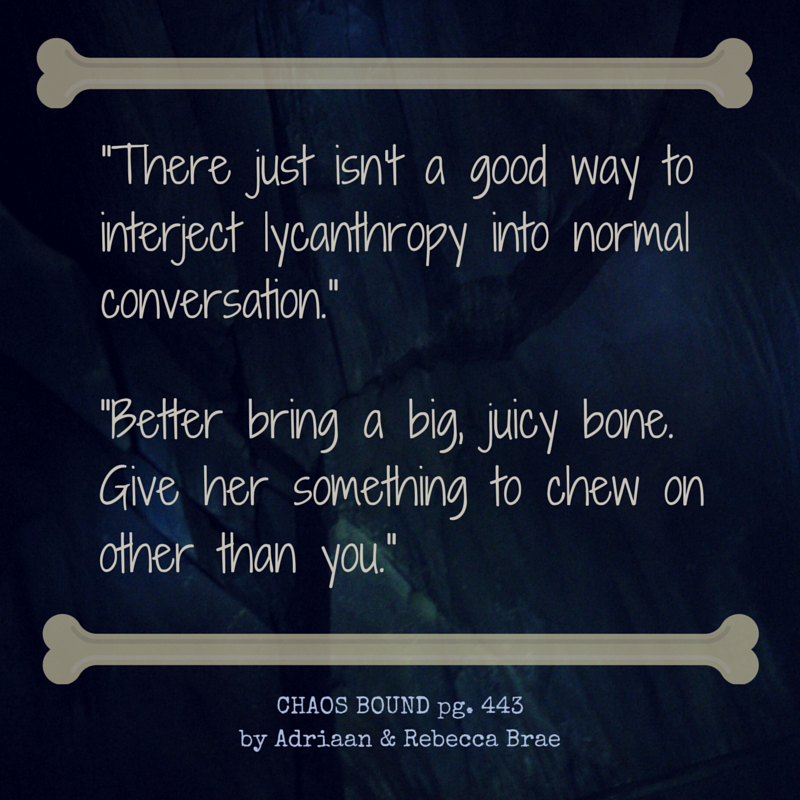 "There just isn't a good way to
interject lycanthropy into normal
conversation."
"Better bring a big, juicy bone.
Give her something to chew on
other than you."
CHAOS BOUND pg. 443
by Adriaan & Rebecca Brae